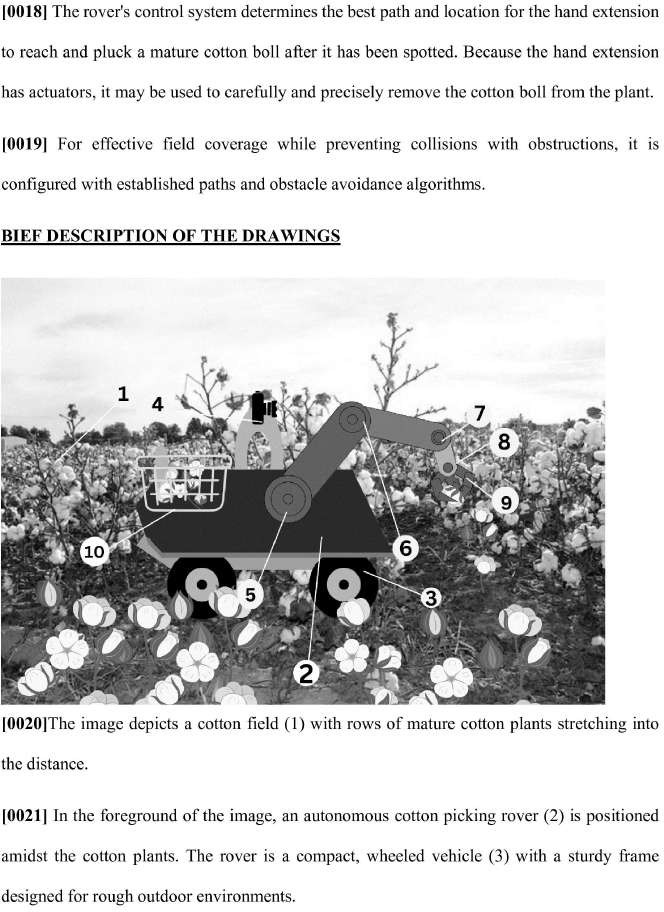 [0018] The rover's control system determines the best path and location for the hand extension
to reach and pluck a mature cotton boll after it has been spotted. Because the hand extension
has actuators, it may be used to carefully and precisely remove the cotton boll from the plant.
[0019] For effective field coverage while preventing collisions with obstructions, it is
configured with established paths and obstacle avoidance algorithms.
BIEF DESCRIPTION OF THE DRAWINGS
1
4
7
8
9
10
6
5
3
2
[0020]The image depicts a cotton field (1) with rows of mature cotton plants stretching into
the distance.
[0021] In the foreground of the image, an autonomous cotton picking rover (2) is positioned
amidst the cotton plants. The rover is a compact, wheeled vehicle (3) with a sturdy frame
designed for rough outdoor environments.